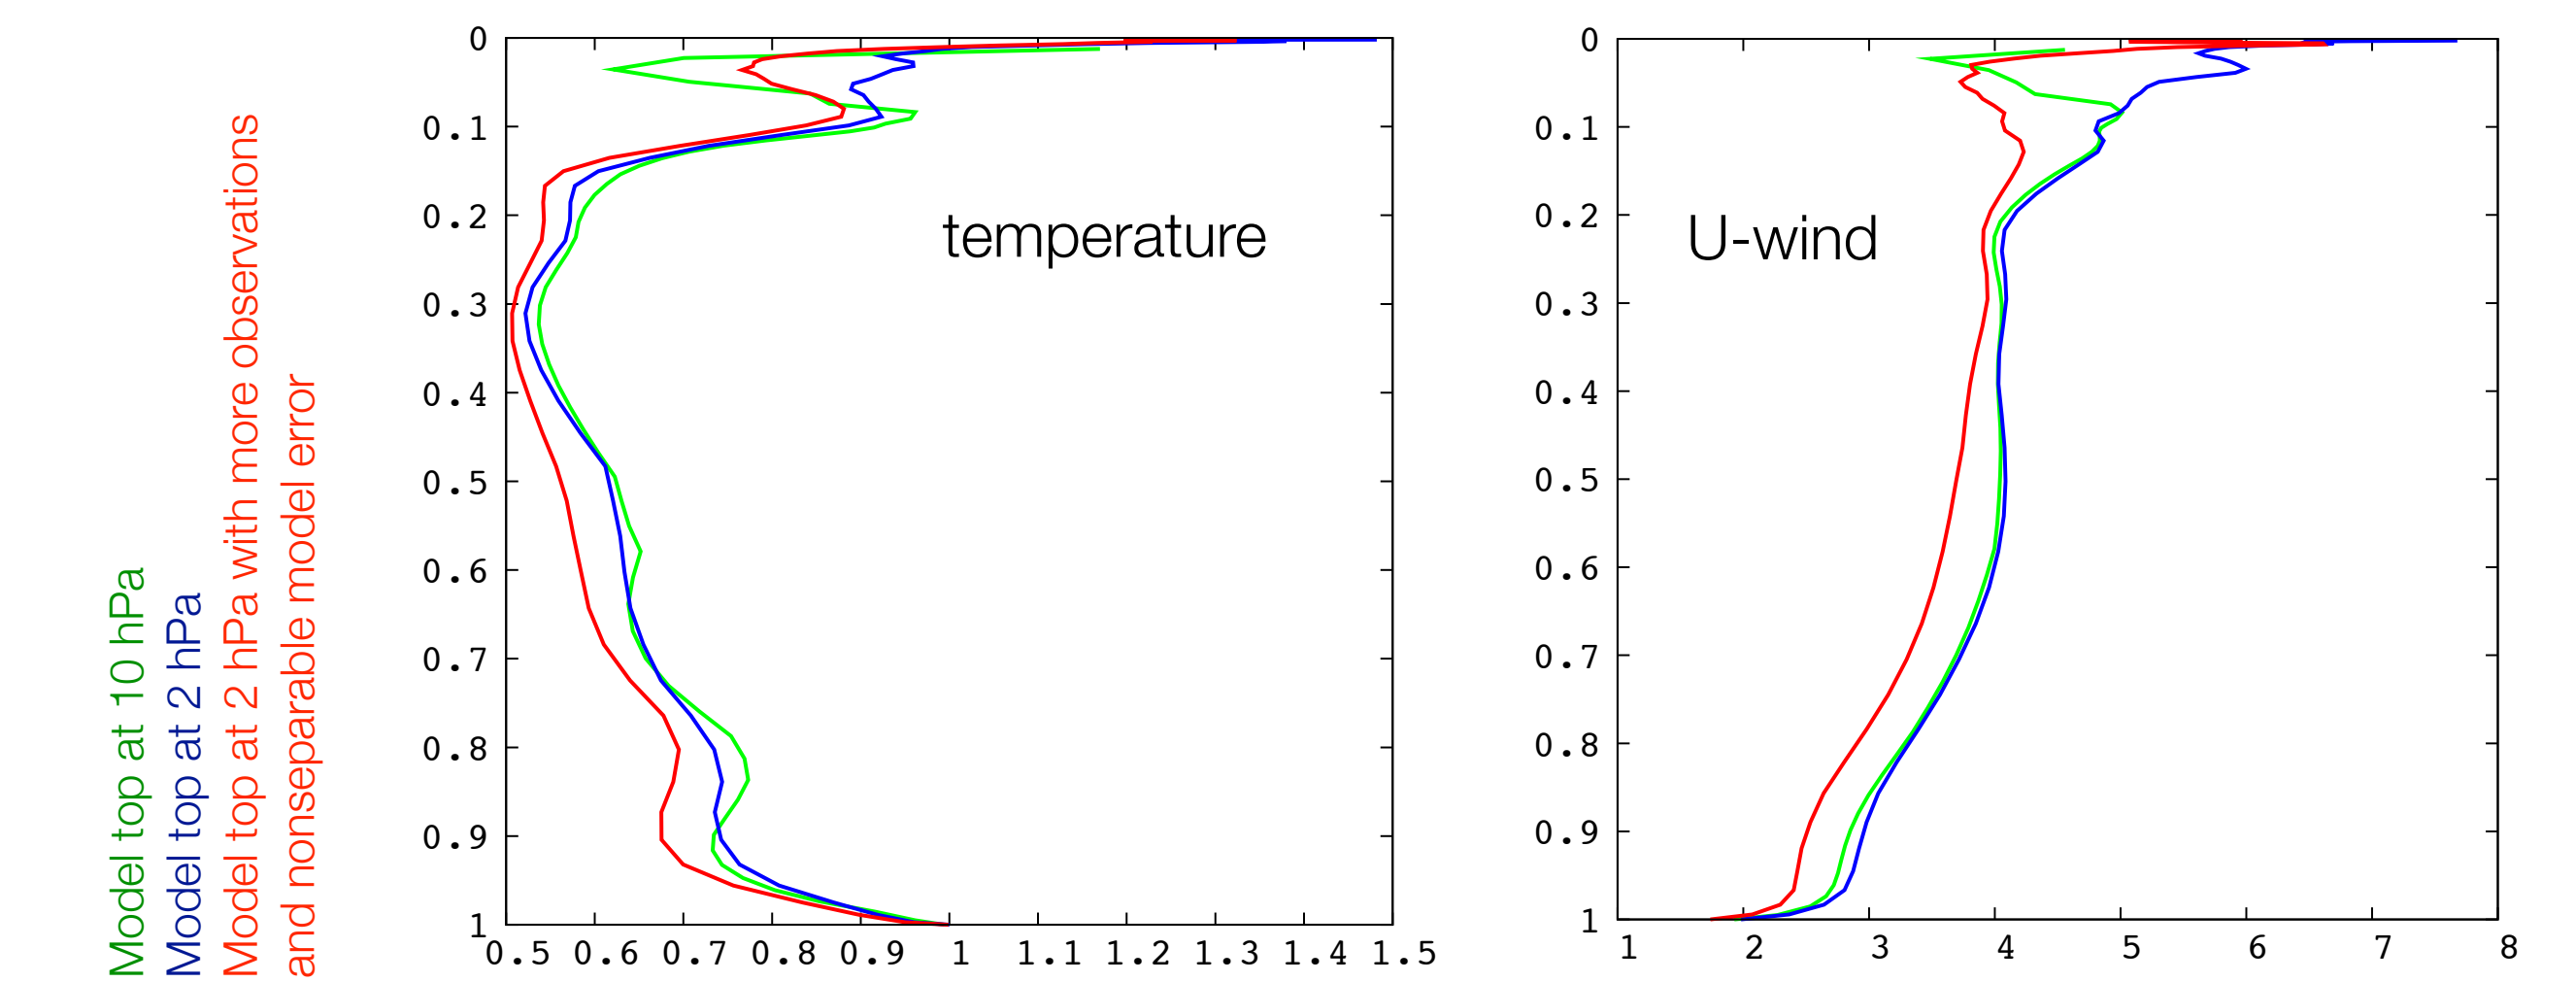 Model top at 10 hPa
Model top at 2 hPa
Model top at 2 hPa with more observations
and nonseparable model error
0
0.1
0.2
0.3
0.4
0.5
0.6
0.7
0.8
0.9
1
0.5 0.6 0.7 0.8 0.9 1 1.1 1.2 1.3 1.4 1.5
temperature
0
0.1
0.2
0.3
0.4
0.5
0.6
0.7
0.8
0.9
1
1 2 3 4 5 6 7 8
U-wind